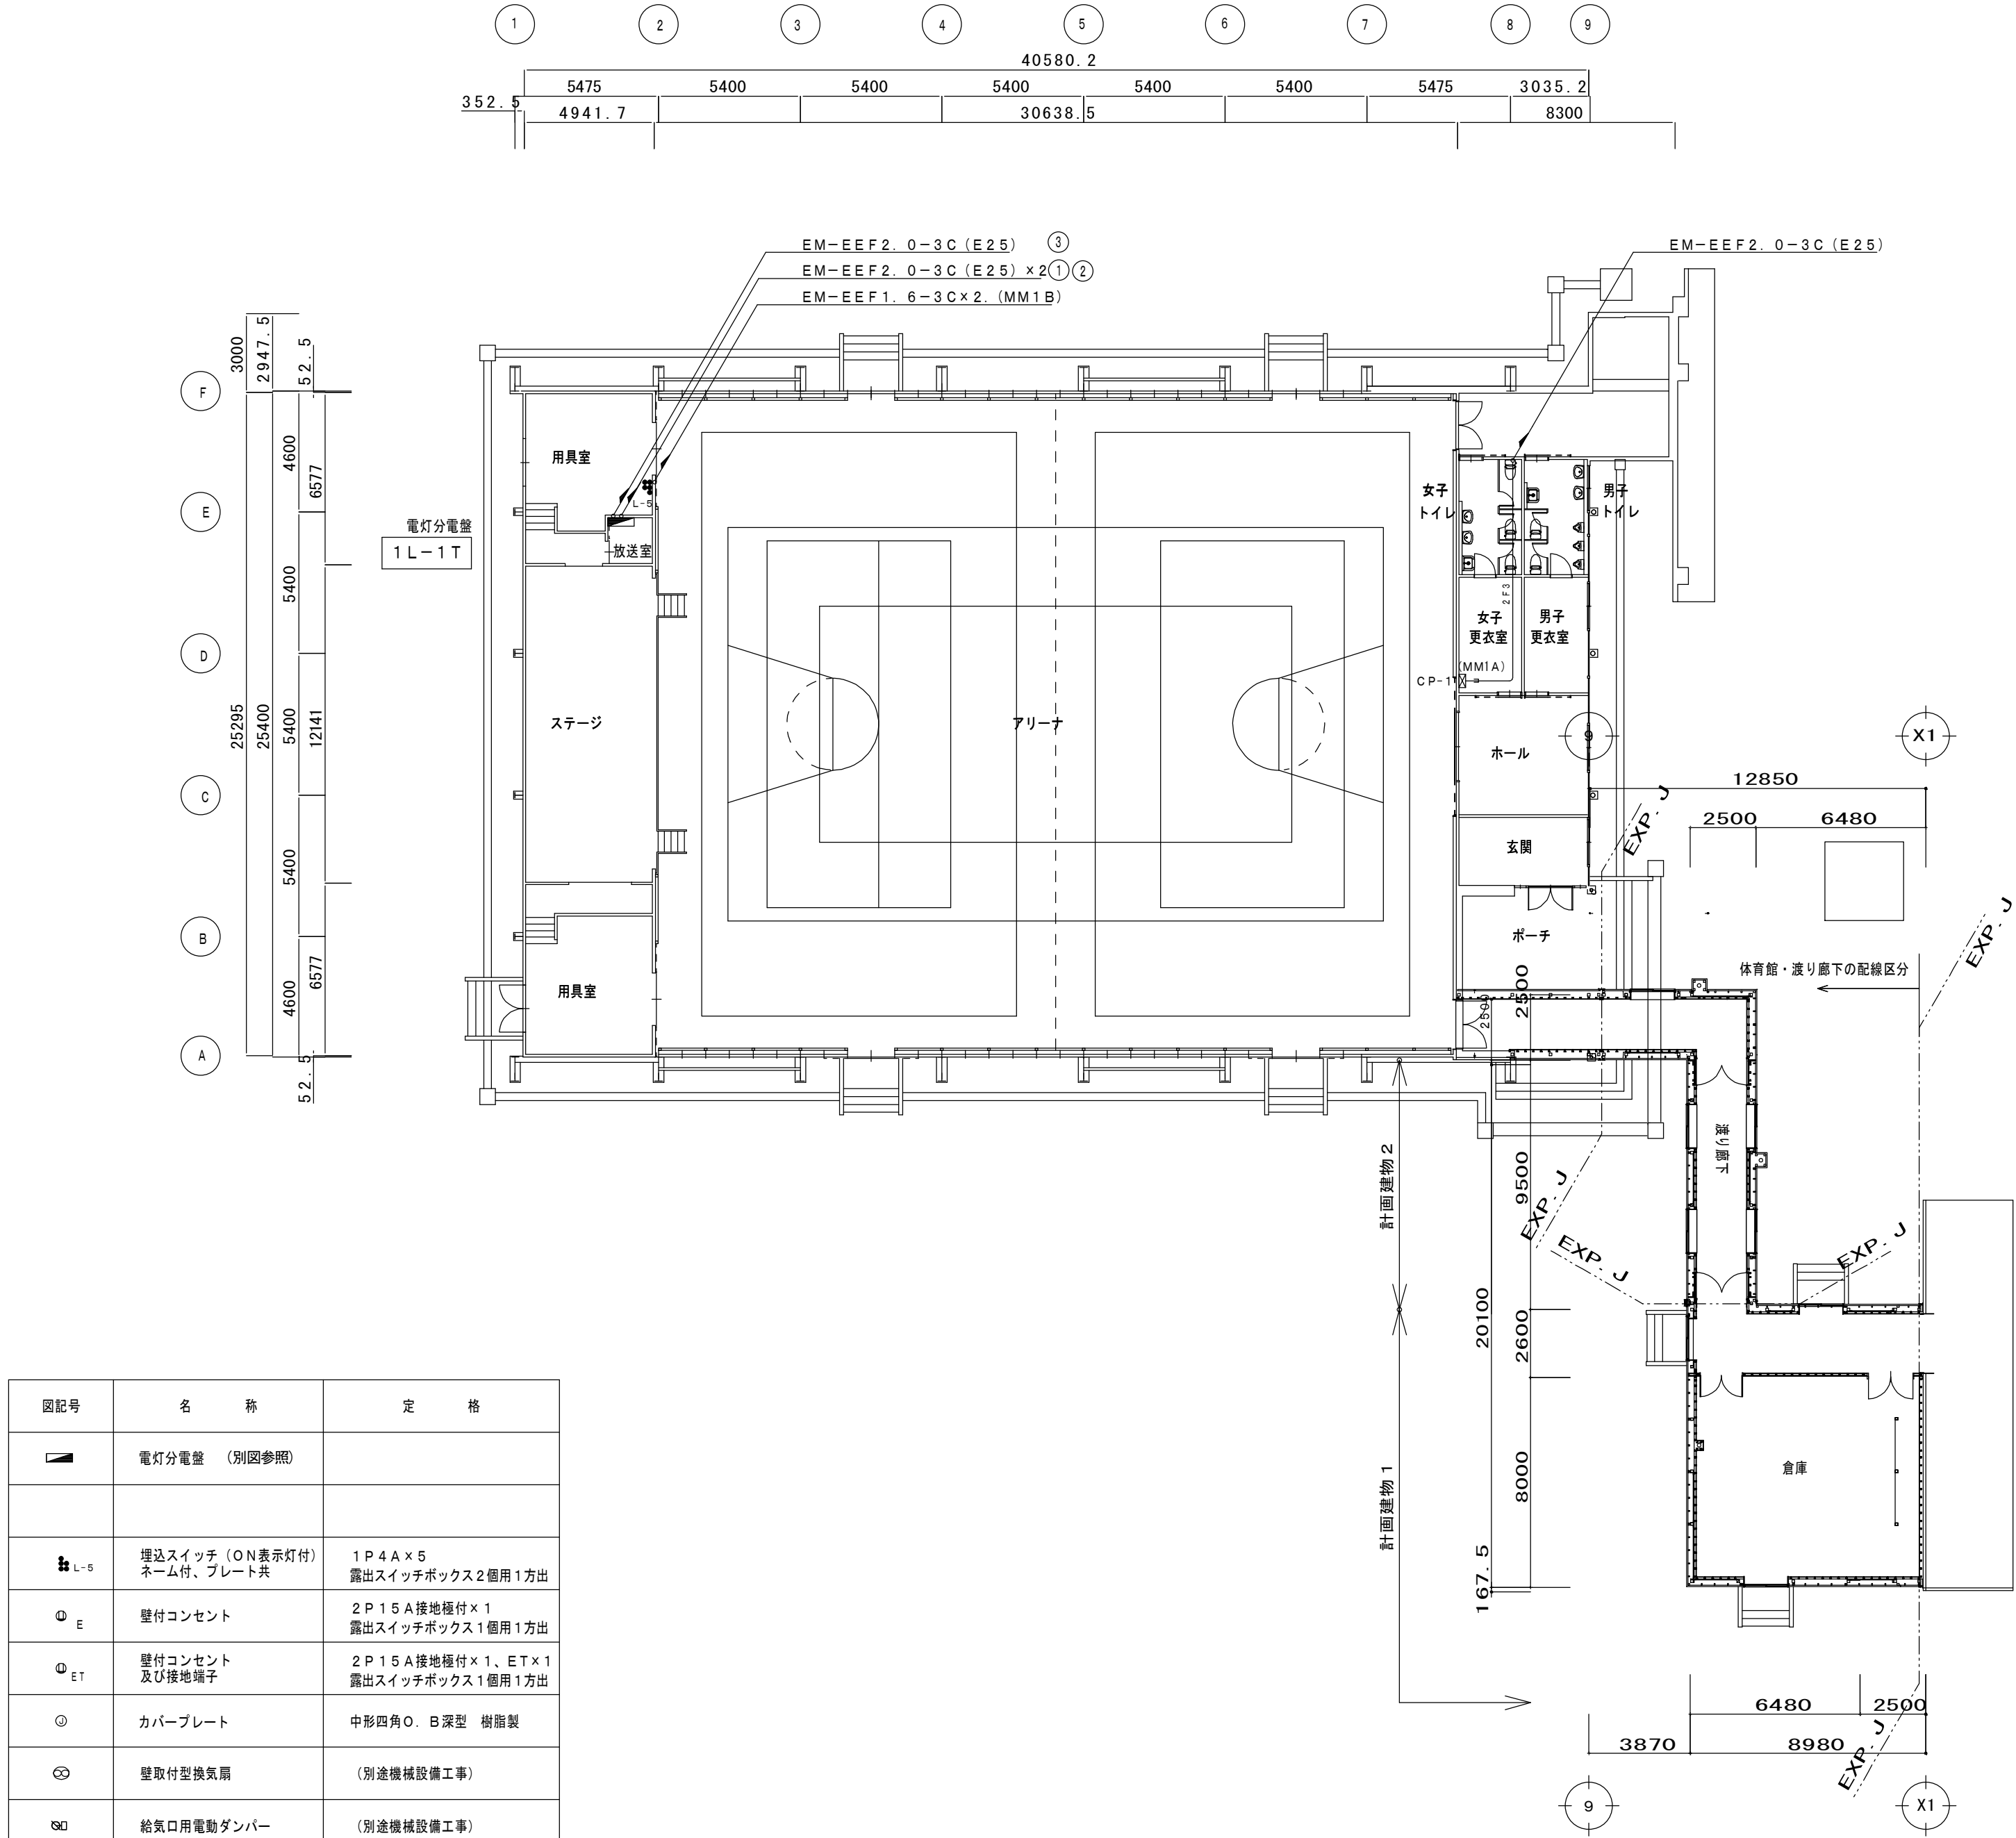 1
2
3
4
5
6
7
8
9
40580.2
5475
5400
5400
5400
5400
5400
5475
3035.2
352.5
4941.7
30638.5
8300
EM-EEF2.0-3C(E25) ③
EM-EEF2.0-3C(E25)×2 ① ②
EM-EEF1.6-3C×2.(MM1B)
EM-EEF2.0-3C(E25)
3000
2947.5
52.5
F
E
D
C
B
A
25295
25400
4600
5400
5400
5400
4600
6577
12141
6577
52.5
電灯分電盤
1L-1T
用具室
L-5
放送室
ステージ
用具室
アリーナ
女子
トイレ
男子
トイレ
2F3
女子
更衣室
男子
更衣室
(MM1A)
CP-1
ホール
玄関
ポーチ
9
X1
12850
2500
6480
EXP. J
EXP. J
体育館・渡り廊下の配線区分
2500
2500
渡り廊下
計画建物2
9500
EXP. J
EXP. J
EXP. J
20100
2600
計画建物1
8000
167.5
倉庫
6480
2500
3870
8980
EXP. J
9
X1
図記号 名 称 定 格
電灯分電盤 (別図参照)
L-5
埋込スイッチ(ON表示灯付)
ネーム付、プレート共
1P4A×5
露出スイッチボックス2個用1方出
E
壁付コンセント
2P15A接地極付×1
露出スイッチボックス1個用1方出
ET
壁付コンセント
及び接地端子
2P15A接地極付×1、ET×1
露出スイッチボックス1個用1方出
J
カバープレート
中形四角O.B深型 樹脂製
壁取付型換気扇
(別途機械設備工事)
給気口用電動ダンパー
(別途機械設備工事)